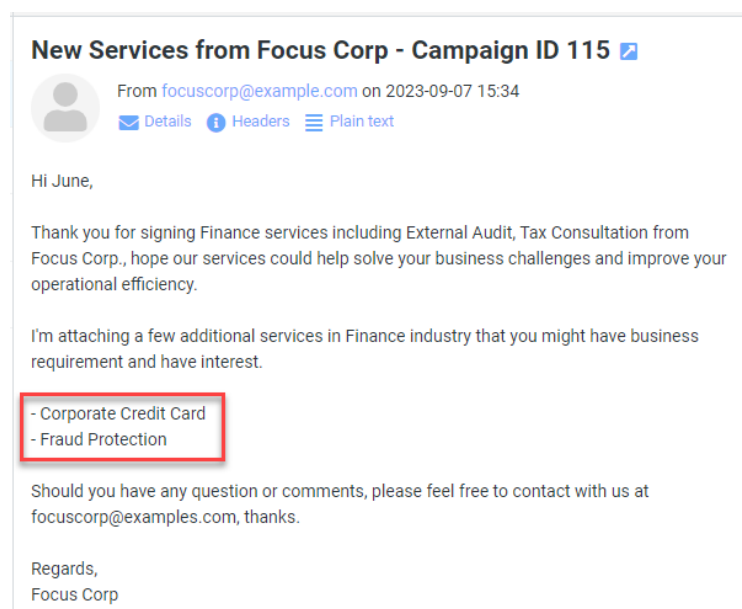 New Services from Focus Corp - Campaign ID 115
From focuscorp@example.com on 2023-09-07 15:34
Details Headers Plain text
Hi June,
Thank you for signing Finance services including External Audit, Tax Consultation from
Focus Corp., hope our services could help solve your business challenges and improve your
operational efficiency.
I'm attaching a few additional services in Finance industry that you might have business
requirement and have interest.
- Corporate Credit Card
- Fraud Protection
Should you have any question or comments, please feel free to contact with us at
focuscorp@examples.com, thanks.
Regards,
Focus Corp